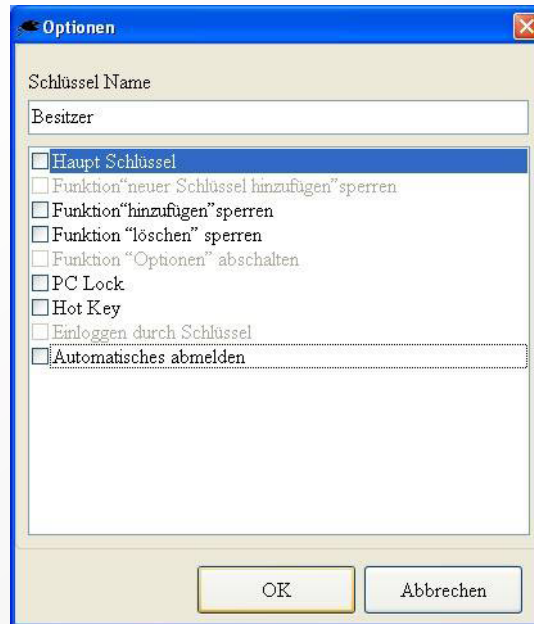 Optionen
Schlüssel Name
Besitzer
Haupt Schlüssel
Funktion“neuer Schlüssel hinzufügen”sperren
Funktion“hinzufügen”sperren
Funktion “löschen” sperren
Funktion “Optionen” abschalten
PC Lock
Hot Key
Einloggen durch Schlüssel
Automatisches abmelden
OK Abbrechen